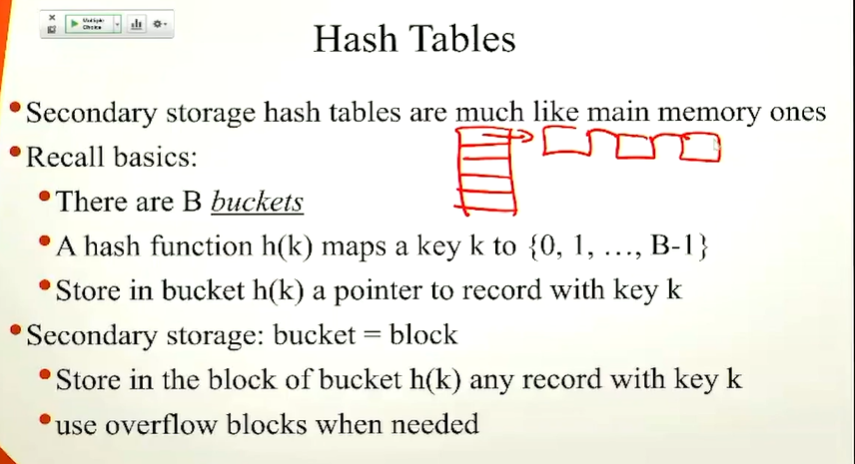 Multiple
Choice
Hash Tables
•Secondary storage hash tables are much like main memory ones
•Recall basics:
•There are B buckets
•A hash function h(k) maps a key k to {0, 1, …, B-1}
•Store in bucket h(k) a pointer to record with key k
•Secondary storage: bucket = block
•Store in the block of bucket h(k) any record with key k
•use overflow blocks when needed